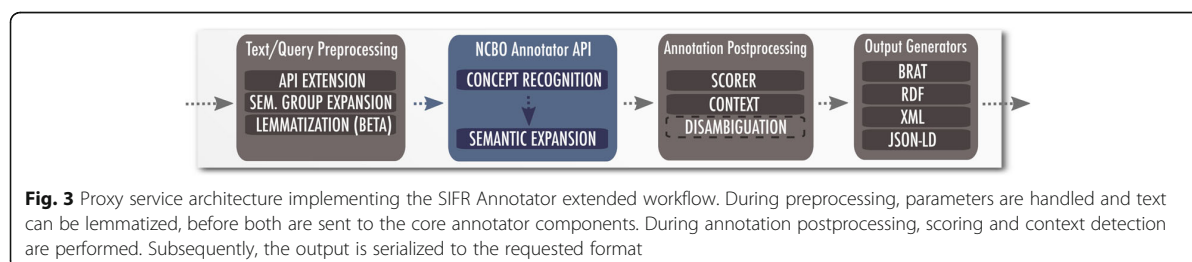 Text/Query Preprocessing
API EXTENSION
SEM. GROUP EXPANSION
LEMMATIZATION (BETA)
NCBO Annotator API
CONCEPT RECOGNITION
SEMANTIC EXPANSION
Annotation Postprocessing
SCORER
CONTEXT
DISAMBIGUATION
Output Generators
BRAT
RDF
XML
JSON-LD
Fig. 3 Proxy service architecture implementing the SIFR Annotator extended workflow. During preprocessing, parameters are handled and text
can be lemmatized, before both are sent to the core annotator components. During annotation postprocessing, scoring and context detection
are performed. Subsequently, the output is serialized to the requested format